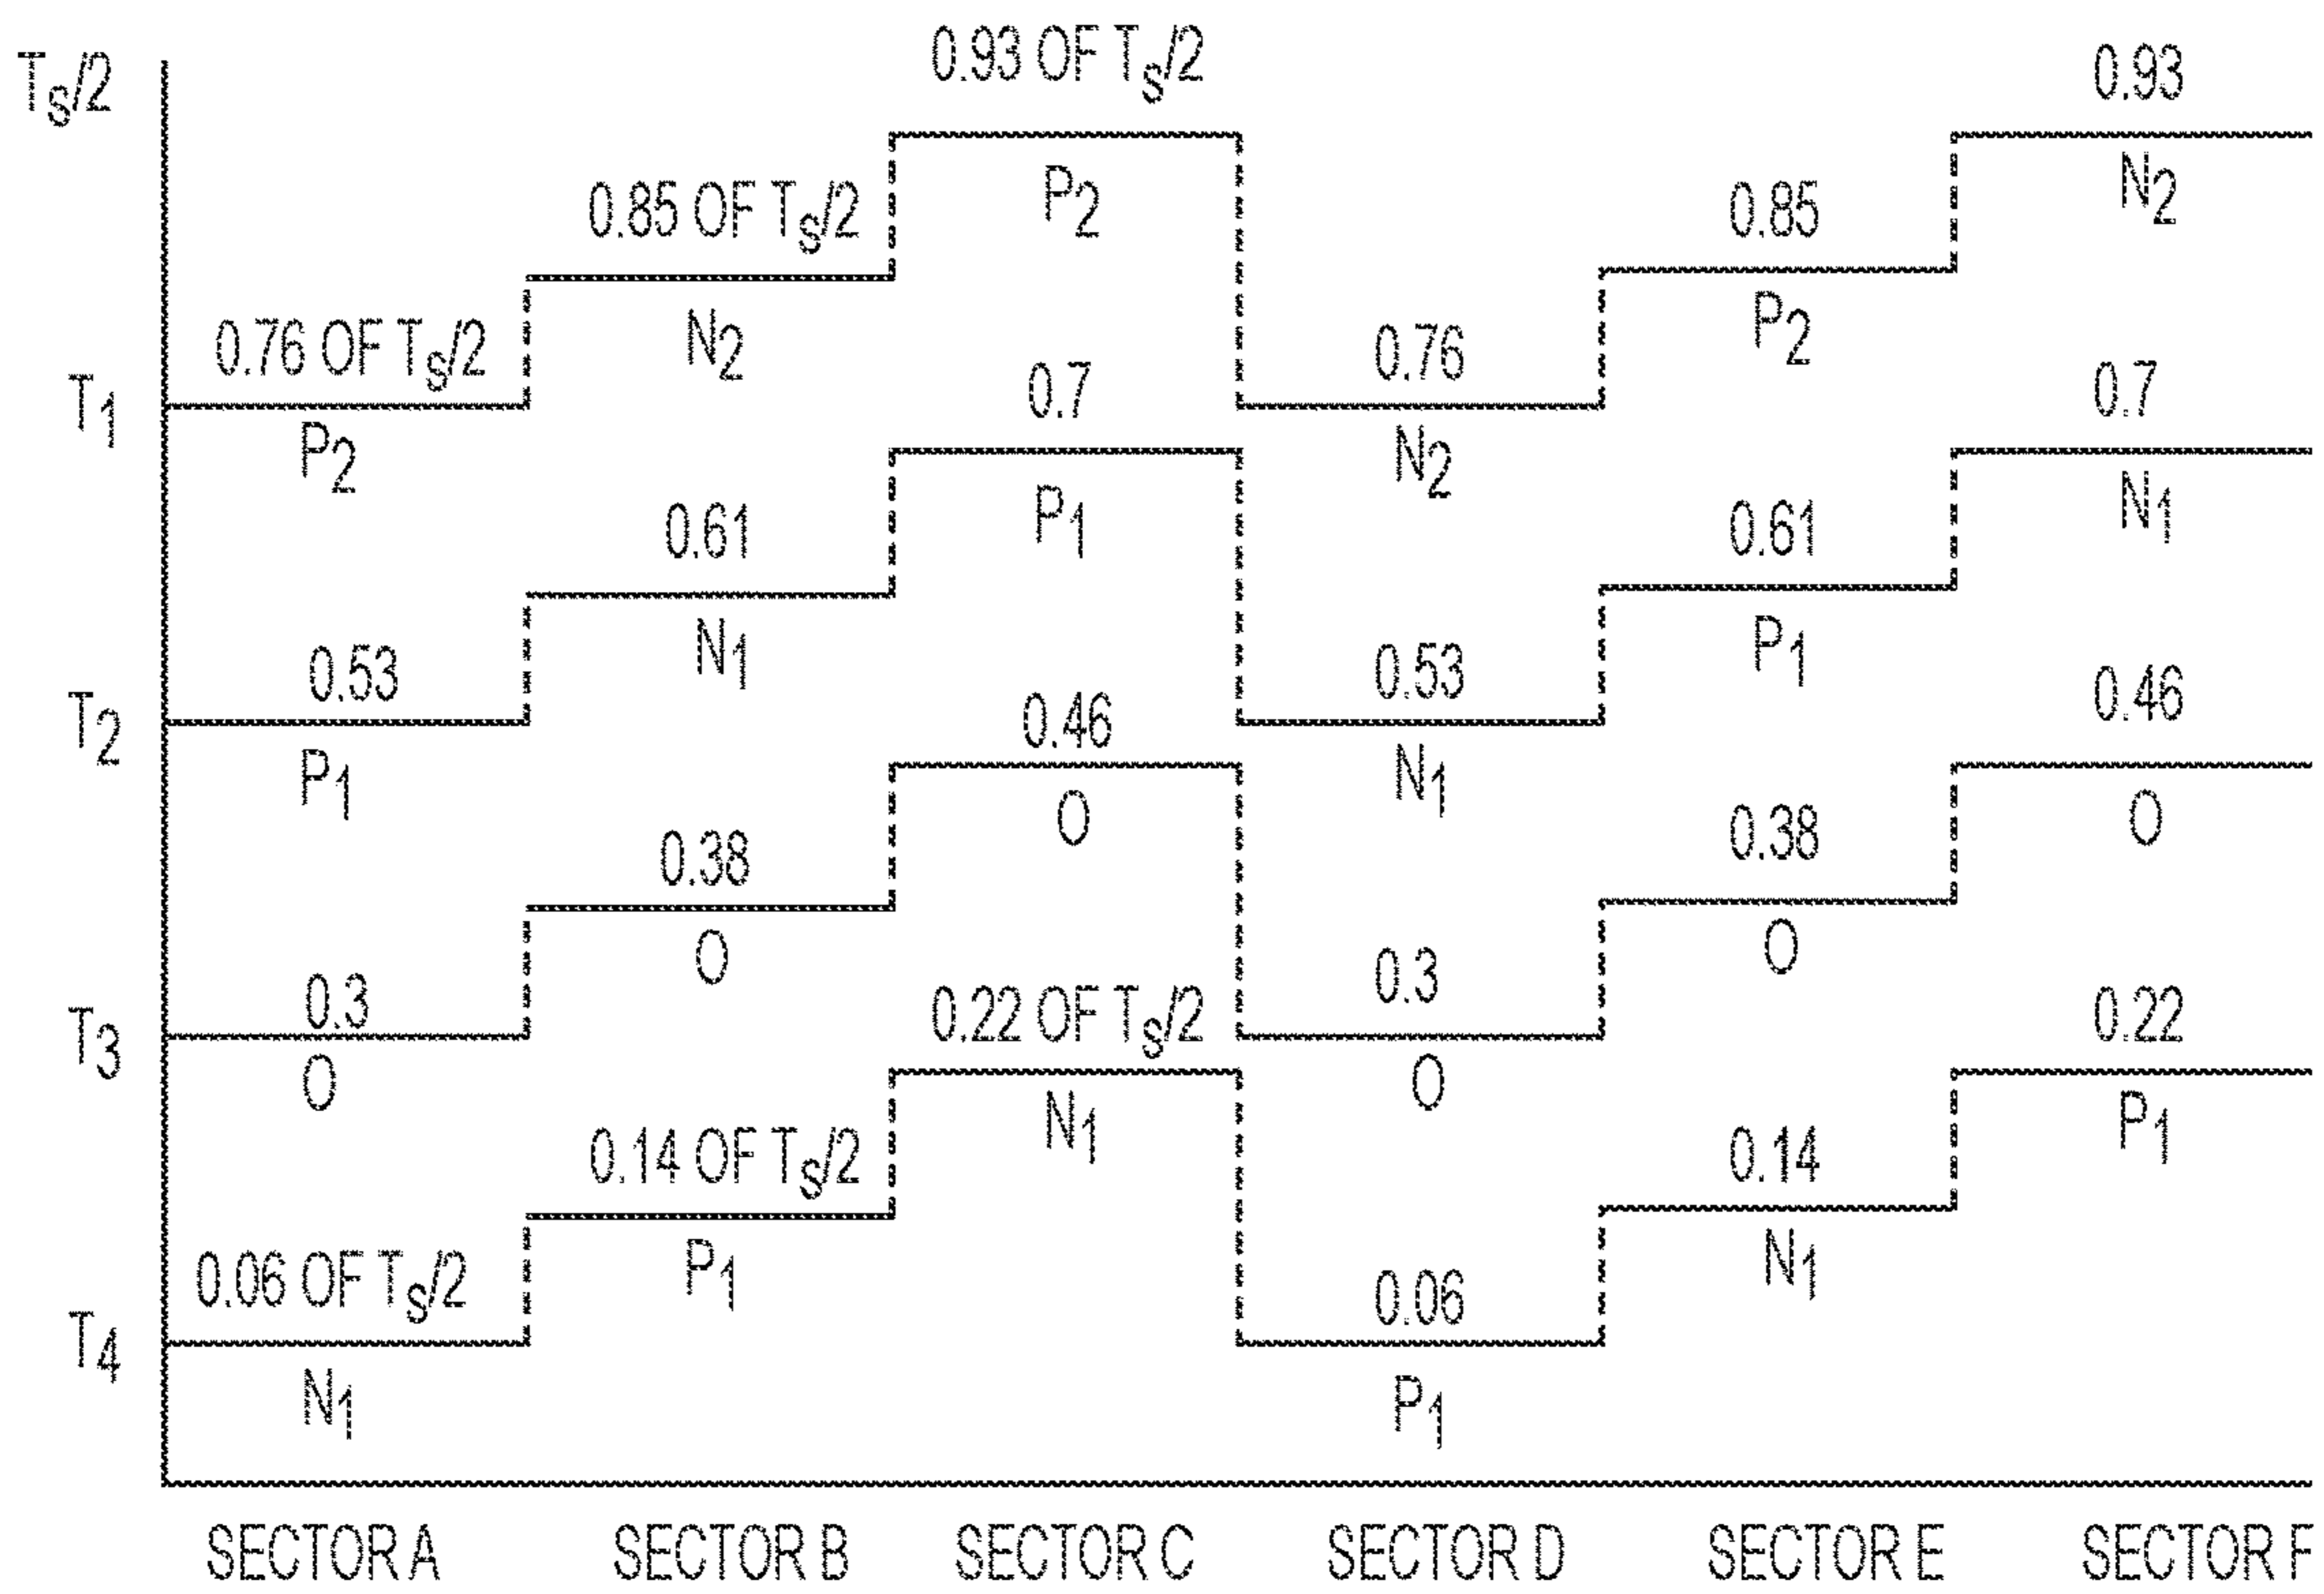 0.93 OF Ts/2
Ts/2
0.93
P2
N2
0.85 OF Ts/2
0.85
N2
P2
0.76 OF Ts/2
0.76
0.7
0.7
T1
P2
N2
P1
N1
0.61
0.61
N1
P1
0.53
0.53
0.46
0.46
T2
P1
N1
O
O
0.38
0.38
O
O
0.3
0.3
0.22 OF Ts/2
0.22
T3
O
O
N1
P1
0.14 OF Ts/2
0.14
P1
N1
0.06 OF Ts/2
0.06
T4
N1
P1
SECTOR A SECTOR B SECTOR C SECTOR D SECTOR E SECTOR F